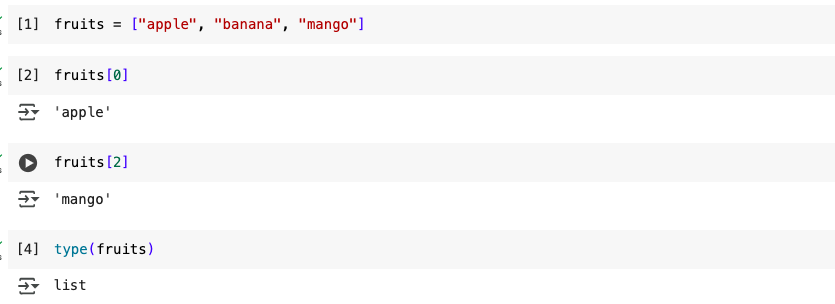 [1] fruits = ["apple", "banana", "mango"]
[2] fruits[0]
'apple'
fruits[2]
'mango'
[4] type(fruits)
list